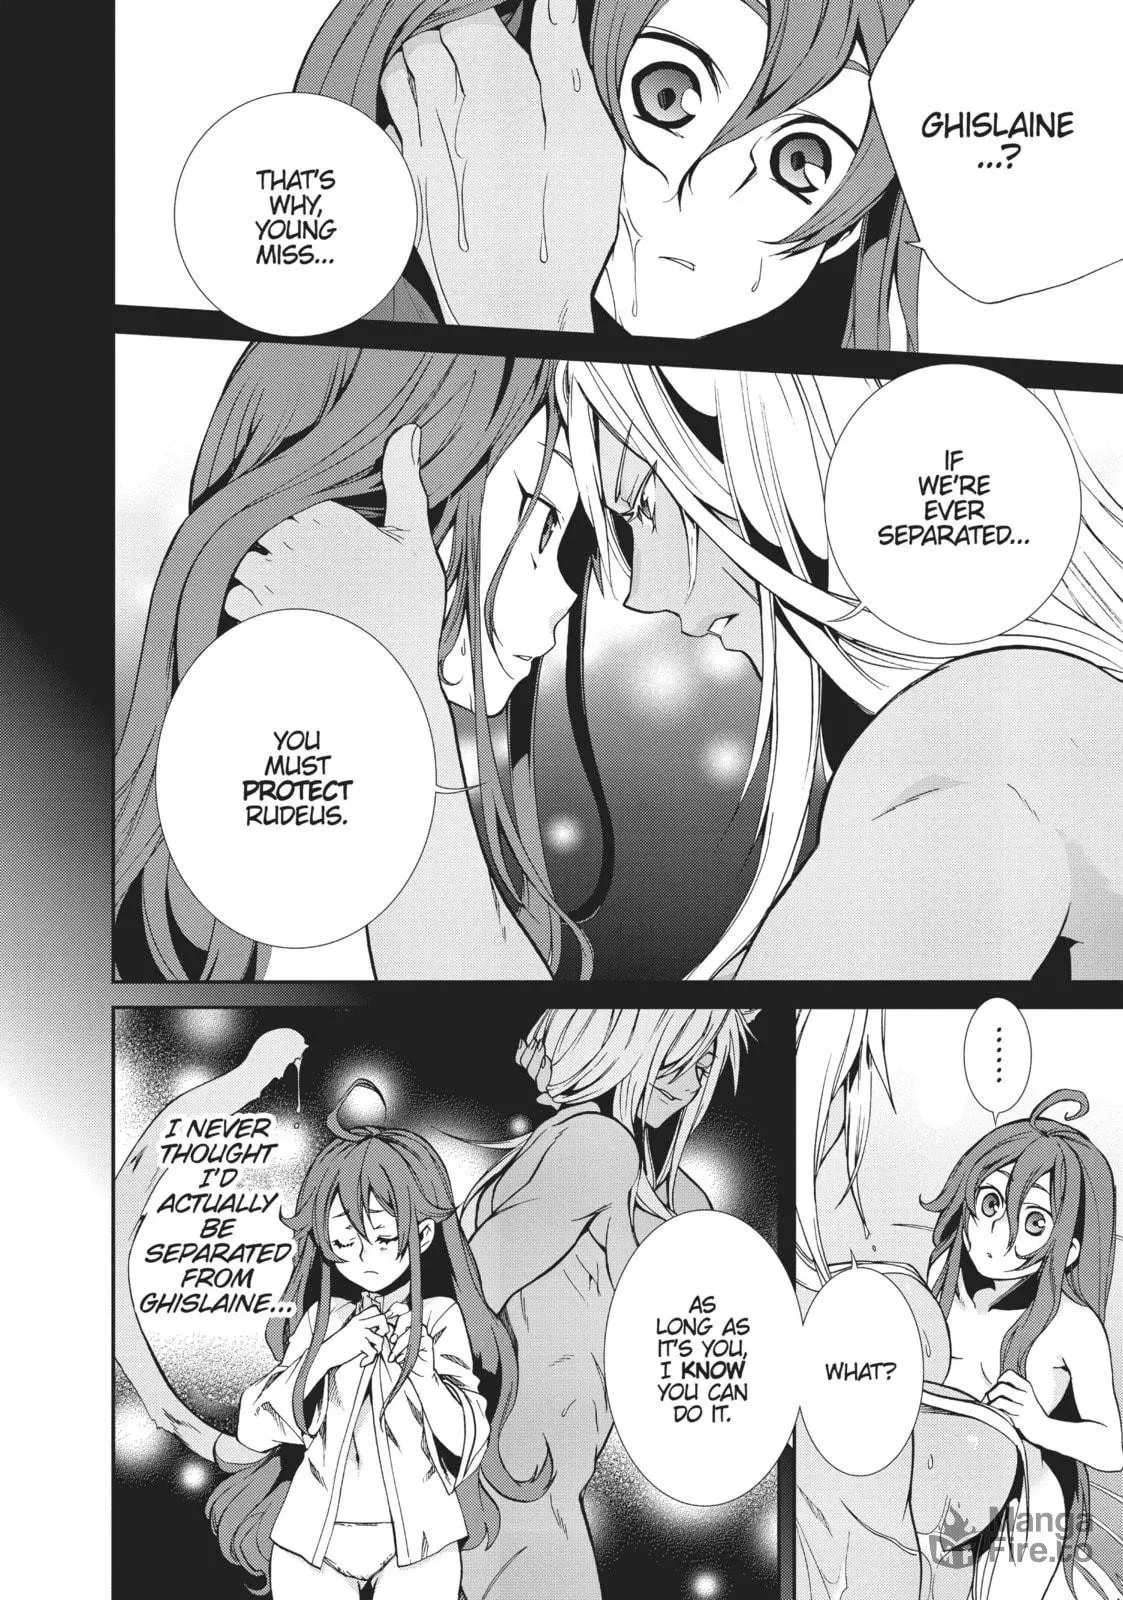 GHISLAINE
...?
THAT'S
WHY,
YOUNG
MISS...
IF
WE'RE
EVER
SEPARATED...
YOU
MUST
PROTECT
RUDEUS.
......
WHAT?
AS
LONG AS
IT'S YOU,
I KNOW
YOU CAN
DO IT.
I NEVER
THOUGHT
I'D
ACTUALLY
BE
SEPARATED
FROM
GHISLAINE...
Manga
Fire.to